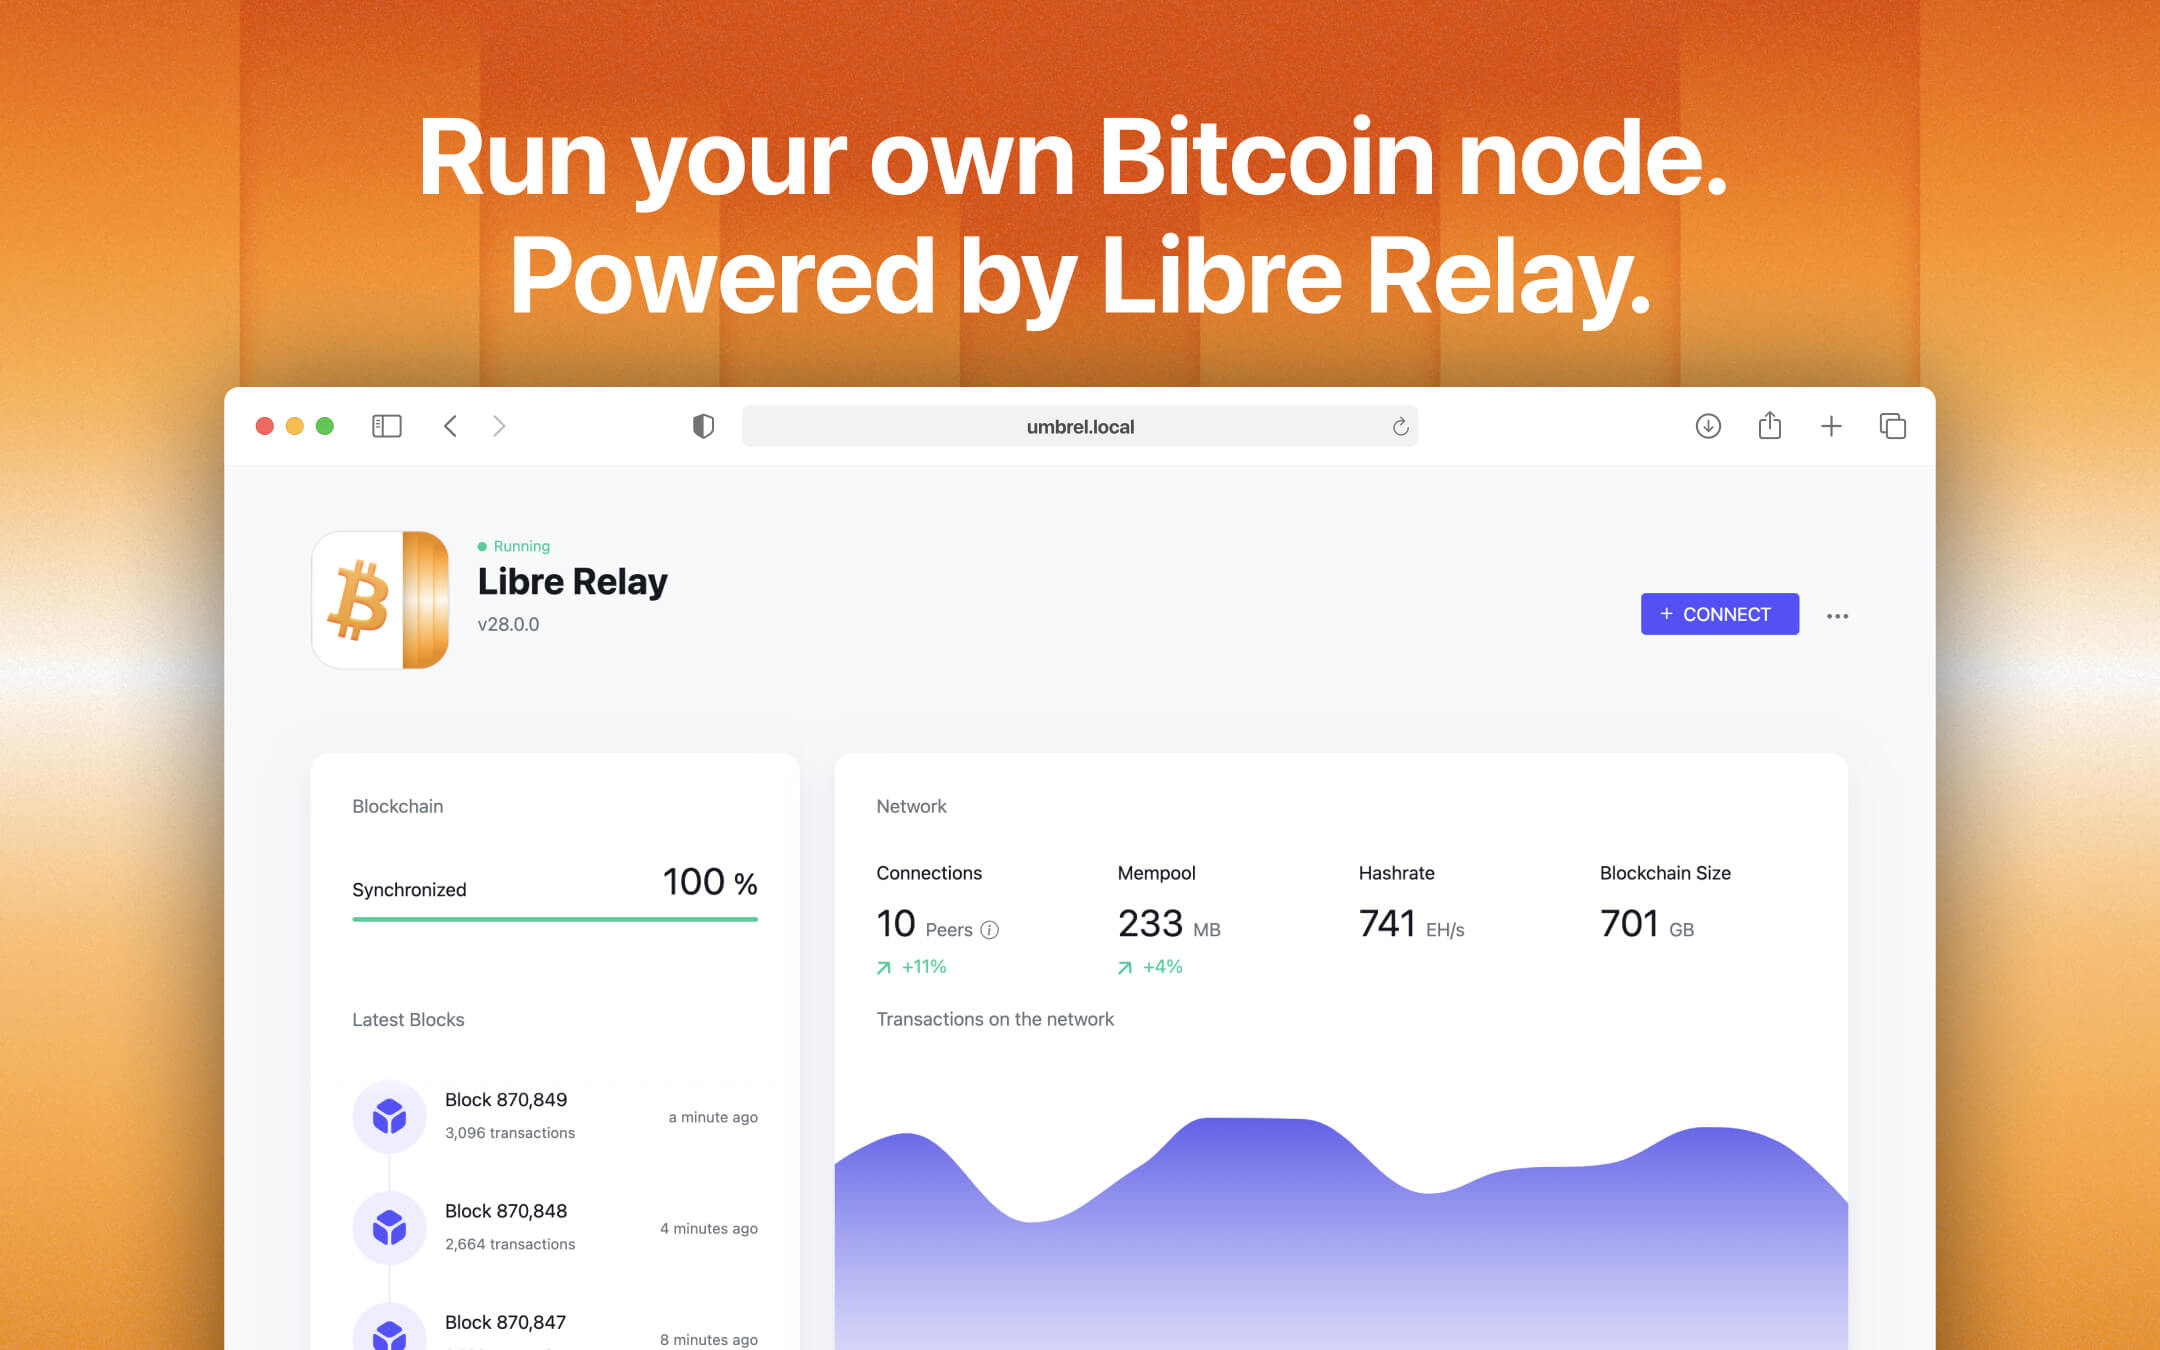 Run your own Bitcoin node.
Powered by Libre Relay.
umbrel.local
Running
Libre Relay
v28.0.0
+ CONNECT
Blockchain
Synchronized
100 %
Latest Blocks
Block 870,849
3,096 transactions
a minute ago
Block 870,848
2,664 transactions
4 minutes ago
Block 870,847
8 minutes ago
Network
Connections
10 Peers
+11%
Mempool
233 MB
+4%
Hashrate
741 EH/s
Blockchain Size
701 GB
Transactions on the network